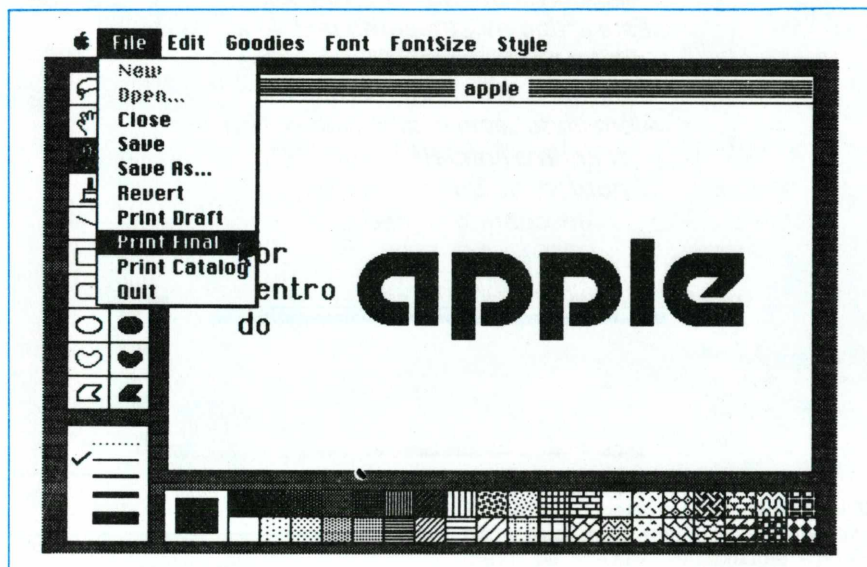 File Edit Goodies Font FontSize Style
apple
New
Open...
Close
Save
Save As...
Revert
Print Draft
Print Final
Print Catalog
Quit
or
entro
do
apple